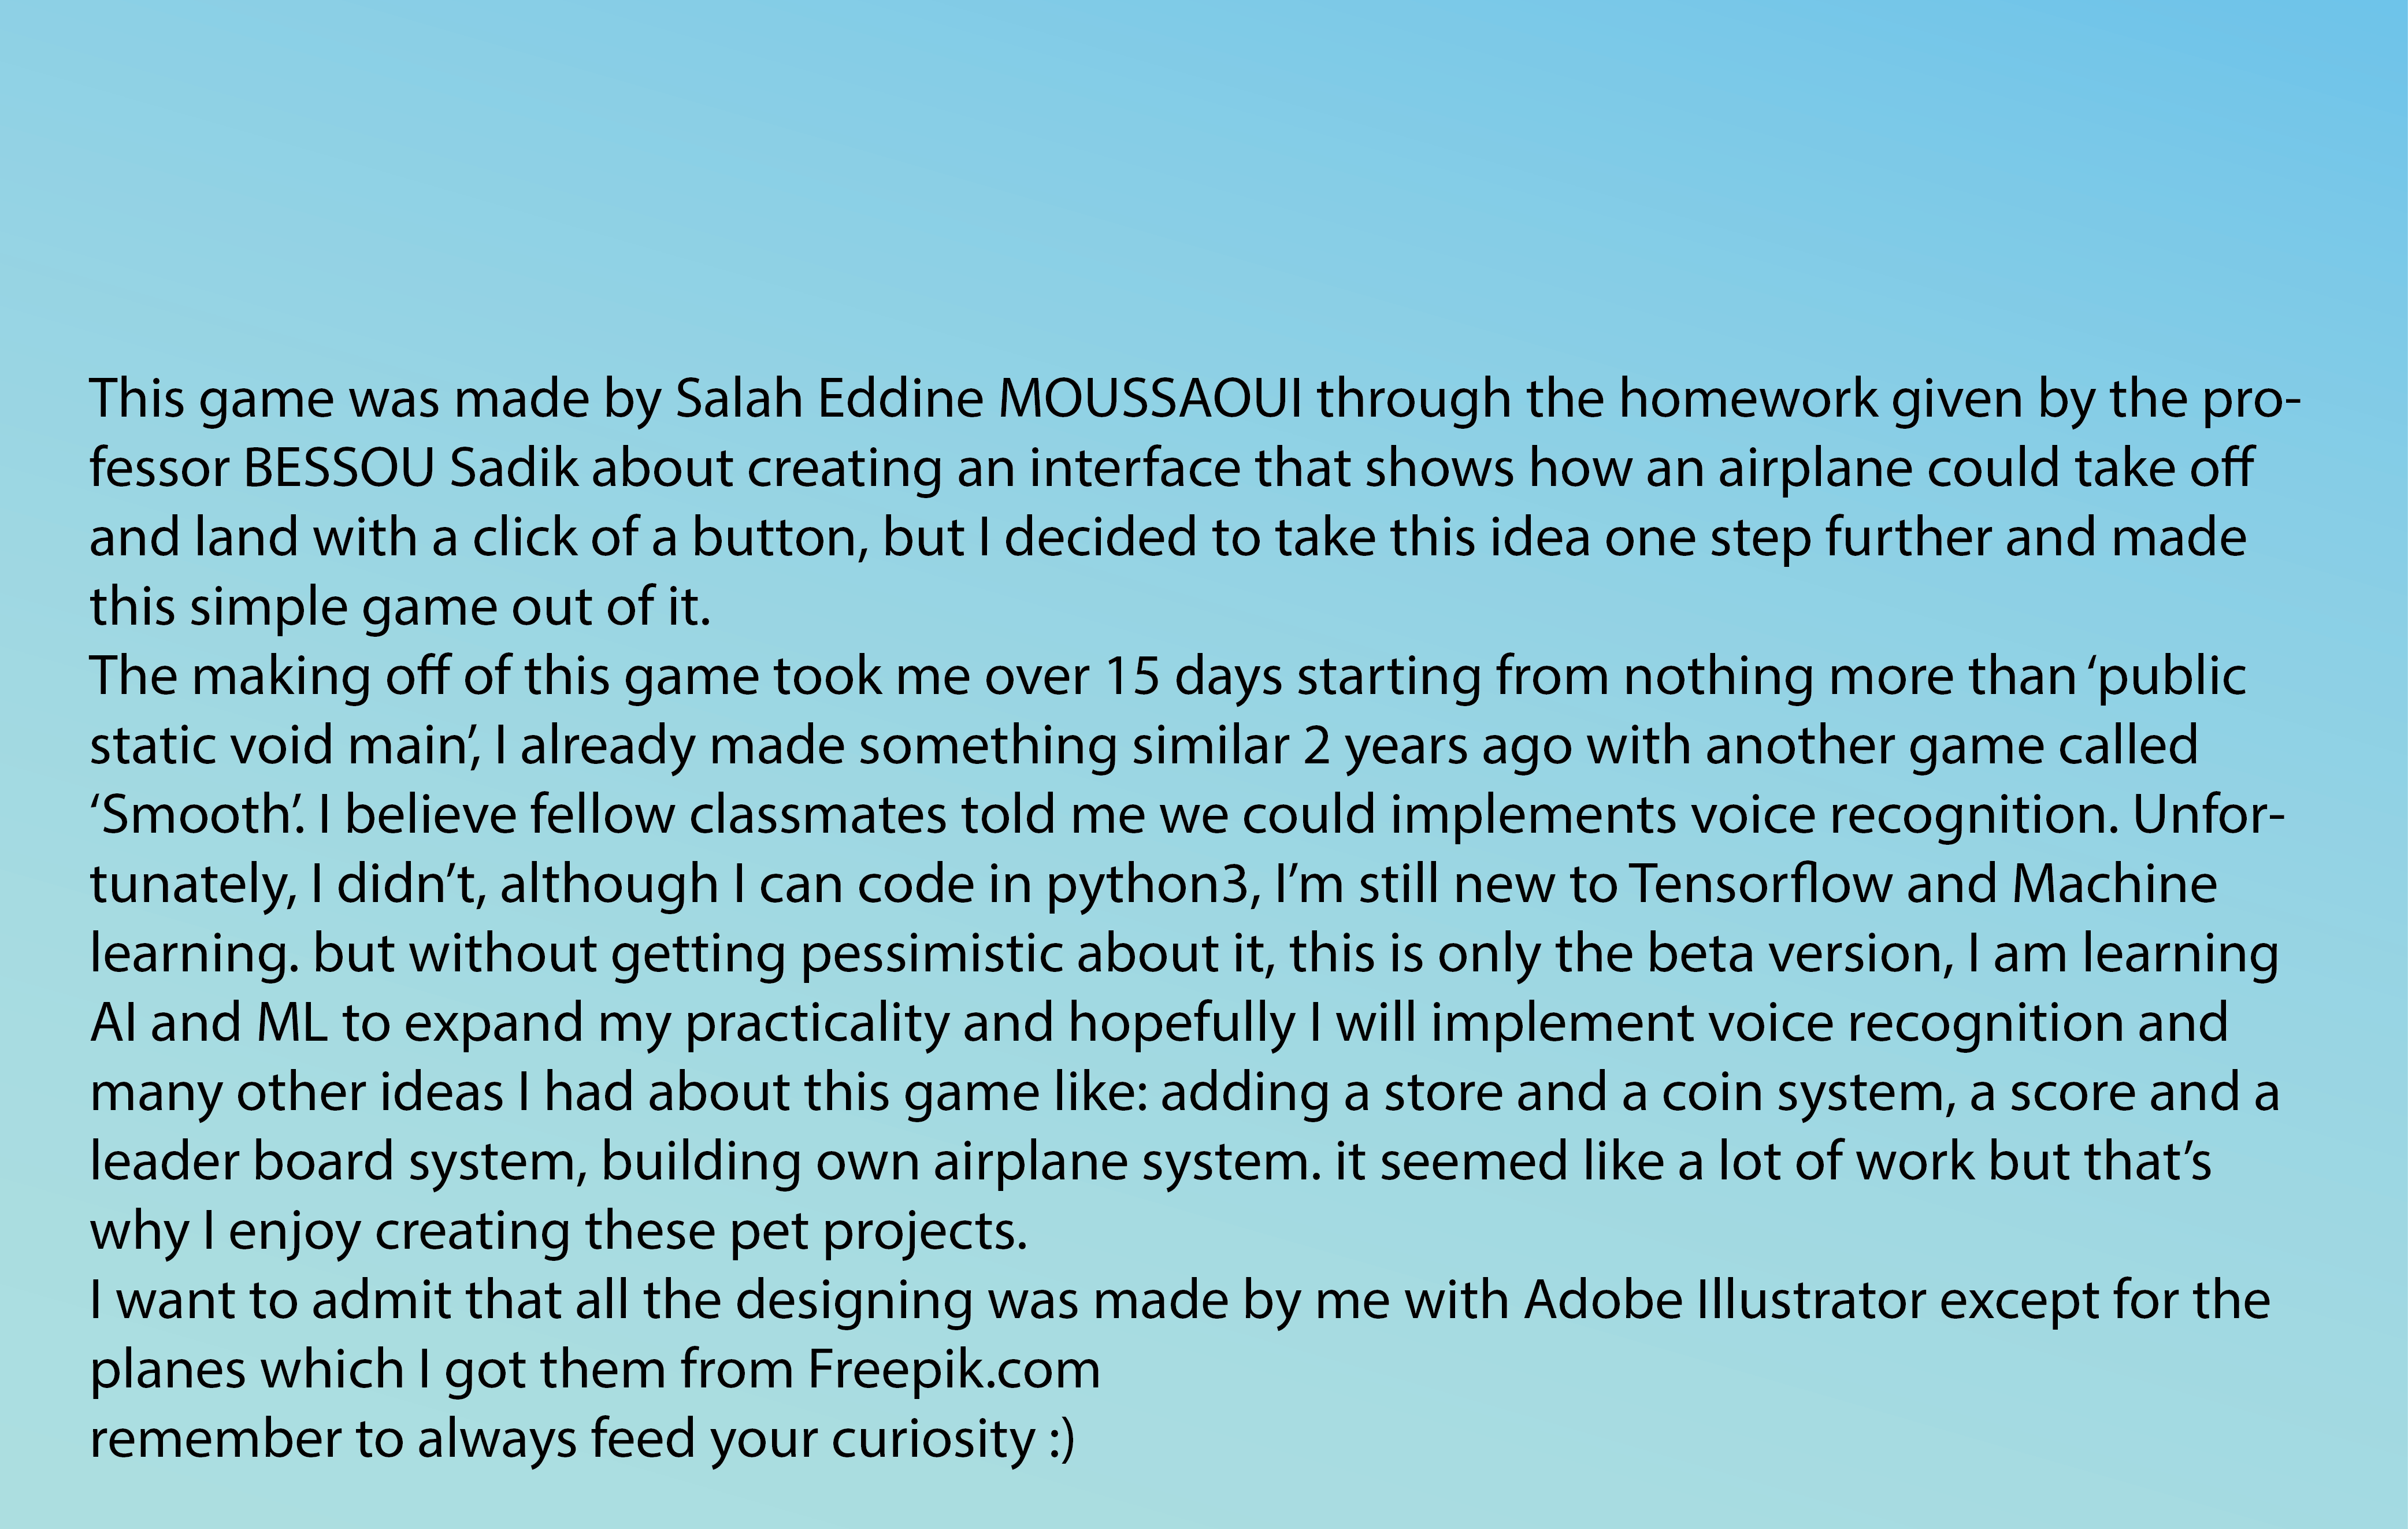 This game was made by Salah Eddine MOUSSAOUI through the homework given by the pro-
fessor BESSOU Sadik about creating an interface that shows how an airplane could take off
and land with a click of a button, but I decided to take this idea one step further and made
this simple game out of it.
The making off of this game took me over 15 days starting from nothing more than ‘public
static void main’, I already made something similar 2 years ago with another game called
‘Smooth’. I believe fellow classmates told me we could implements voice recognition. Unfor-
tunately, I didn’t, although I can code in python3, I’m still new to Tensorflow and Machine
learning. but without getting pessimistic about it, this is only the beta version, I am learning
AI and ML to expand my practicality and hopefully I will implement voice recognition and
many other ideas I had about this game like: adding a store and a coin system, a score and a
leader board system, building own airplane system. it seemed like a lot of work but that’s
why I enjoy creating these pet projects.
I want to admit that all the designing was made by me with Adobe Illustrator except for the
planes which I got them from Freepik.com
remember to always feed your curiosity :)